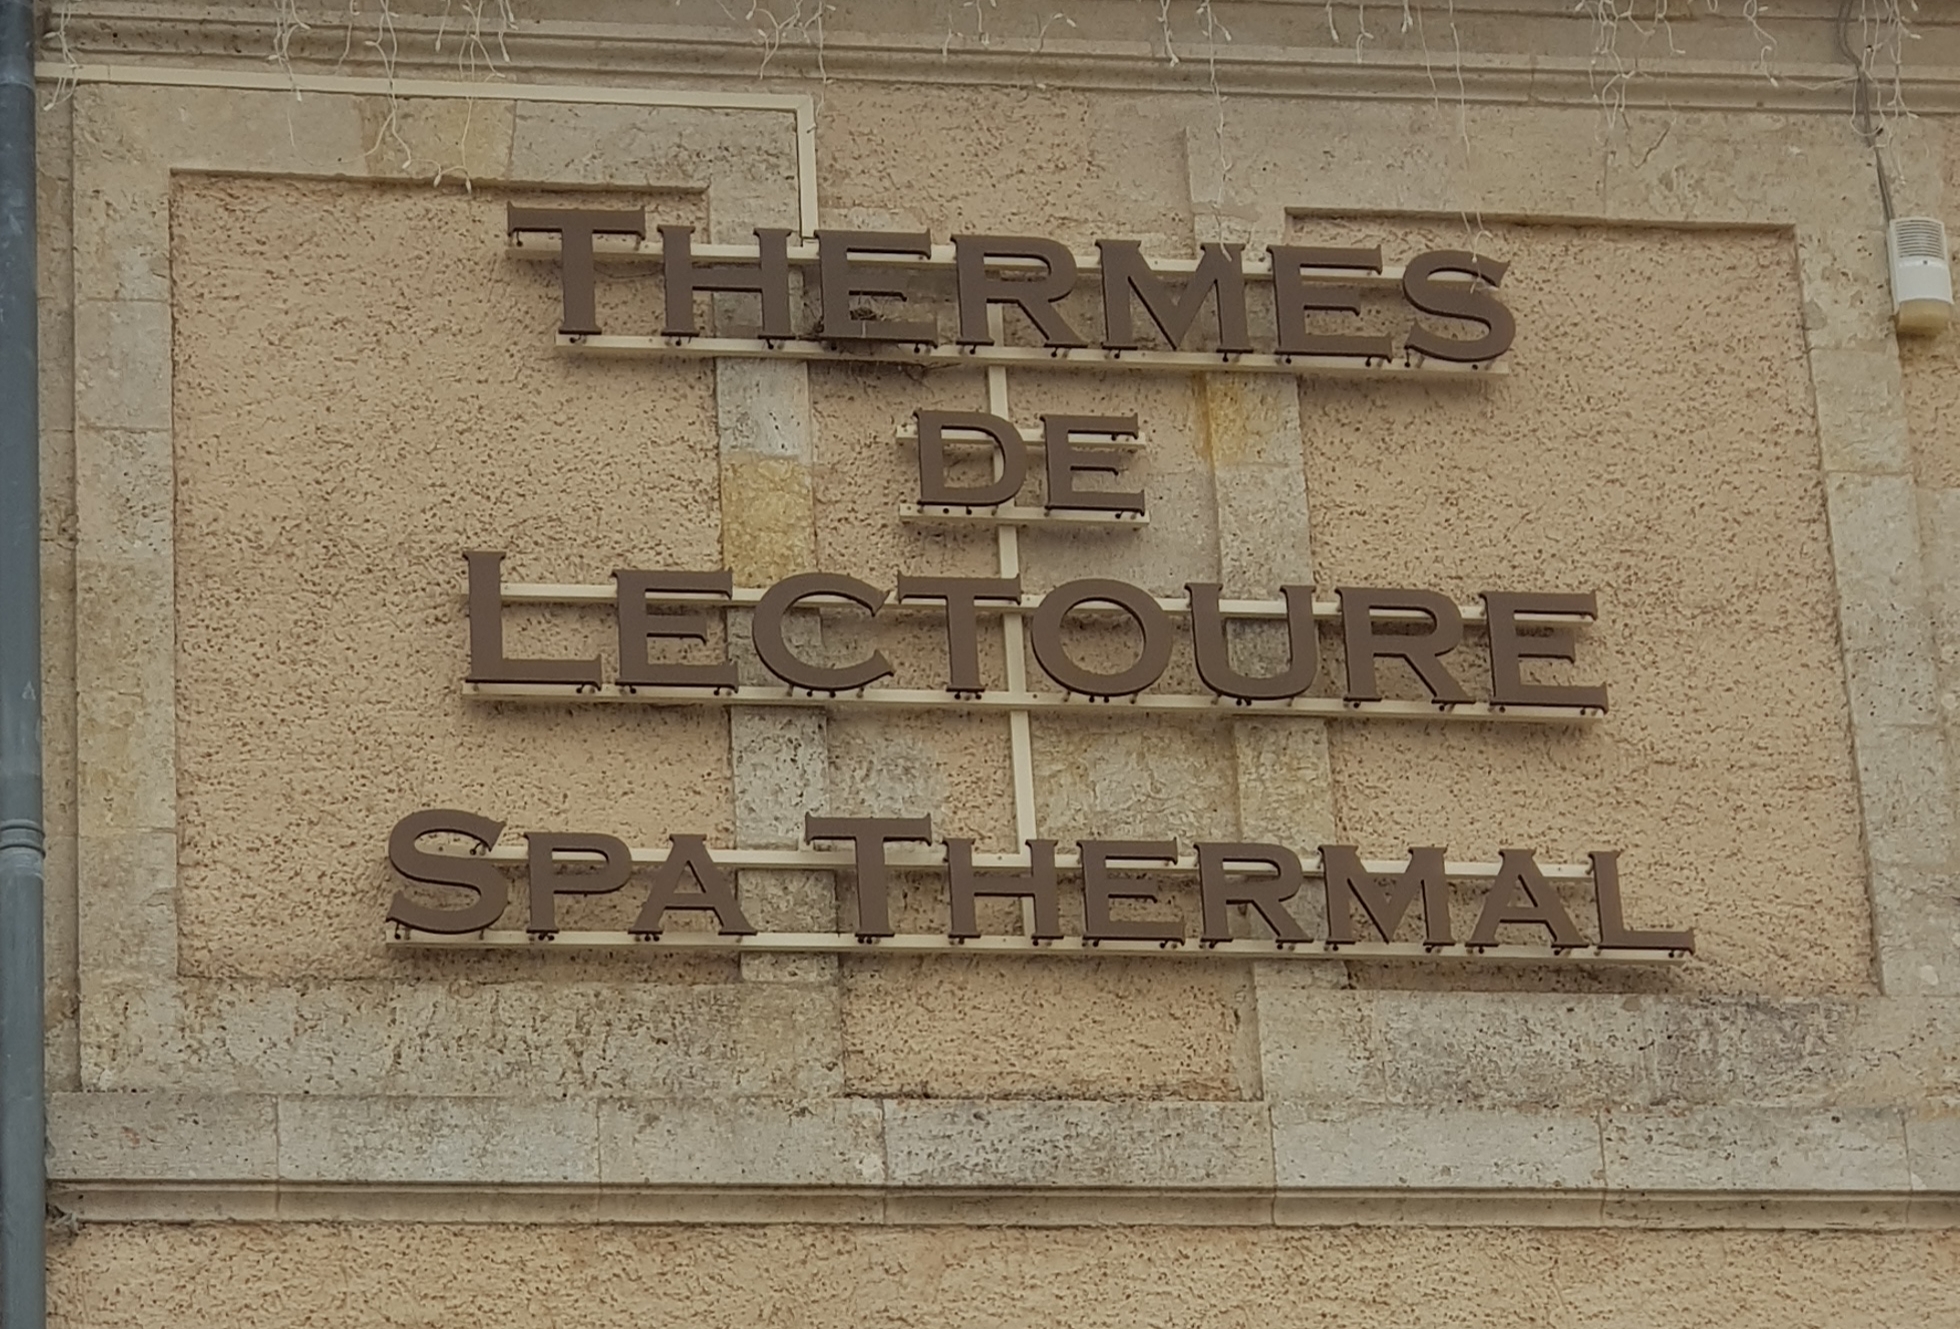 THERMES
DE
LECTOURE
SPA THERMAL